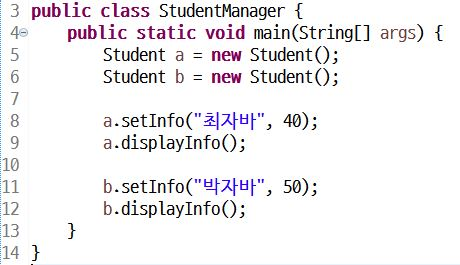 3 public class StudentManager {
4 public static void main(String[] args) {
5 Student a = new Student();
6 Student b = new Student();
7
8 a.setInfo("최자바", 40);
9 a.displayInfo();
10
11 b.setInfo("박자바", 50);
12 b.displayInfo();
13 }
14 }